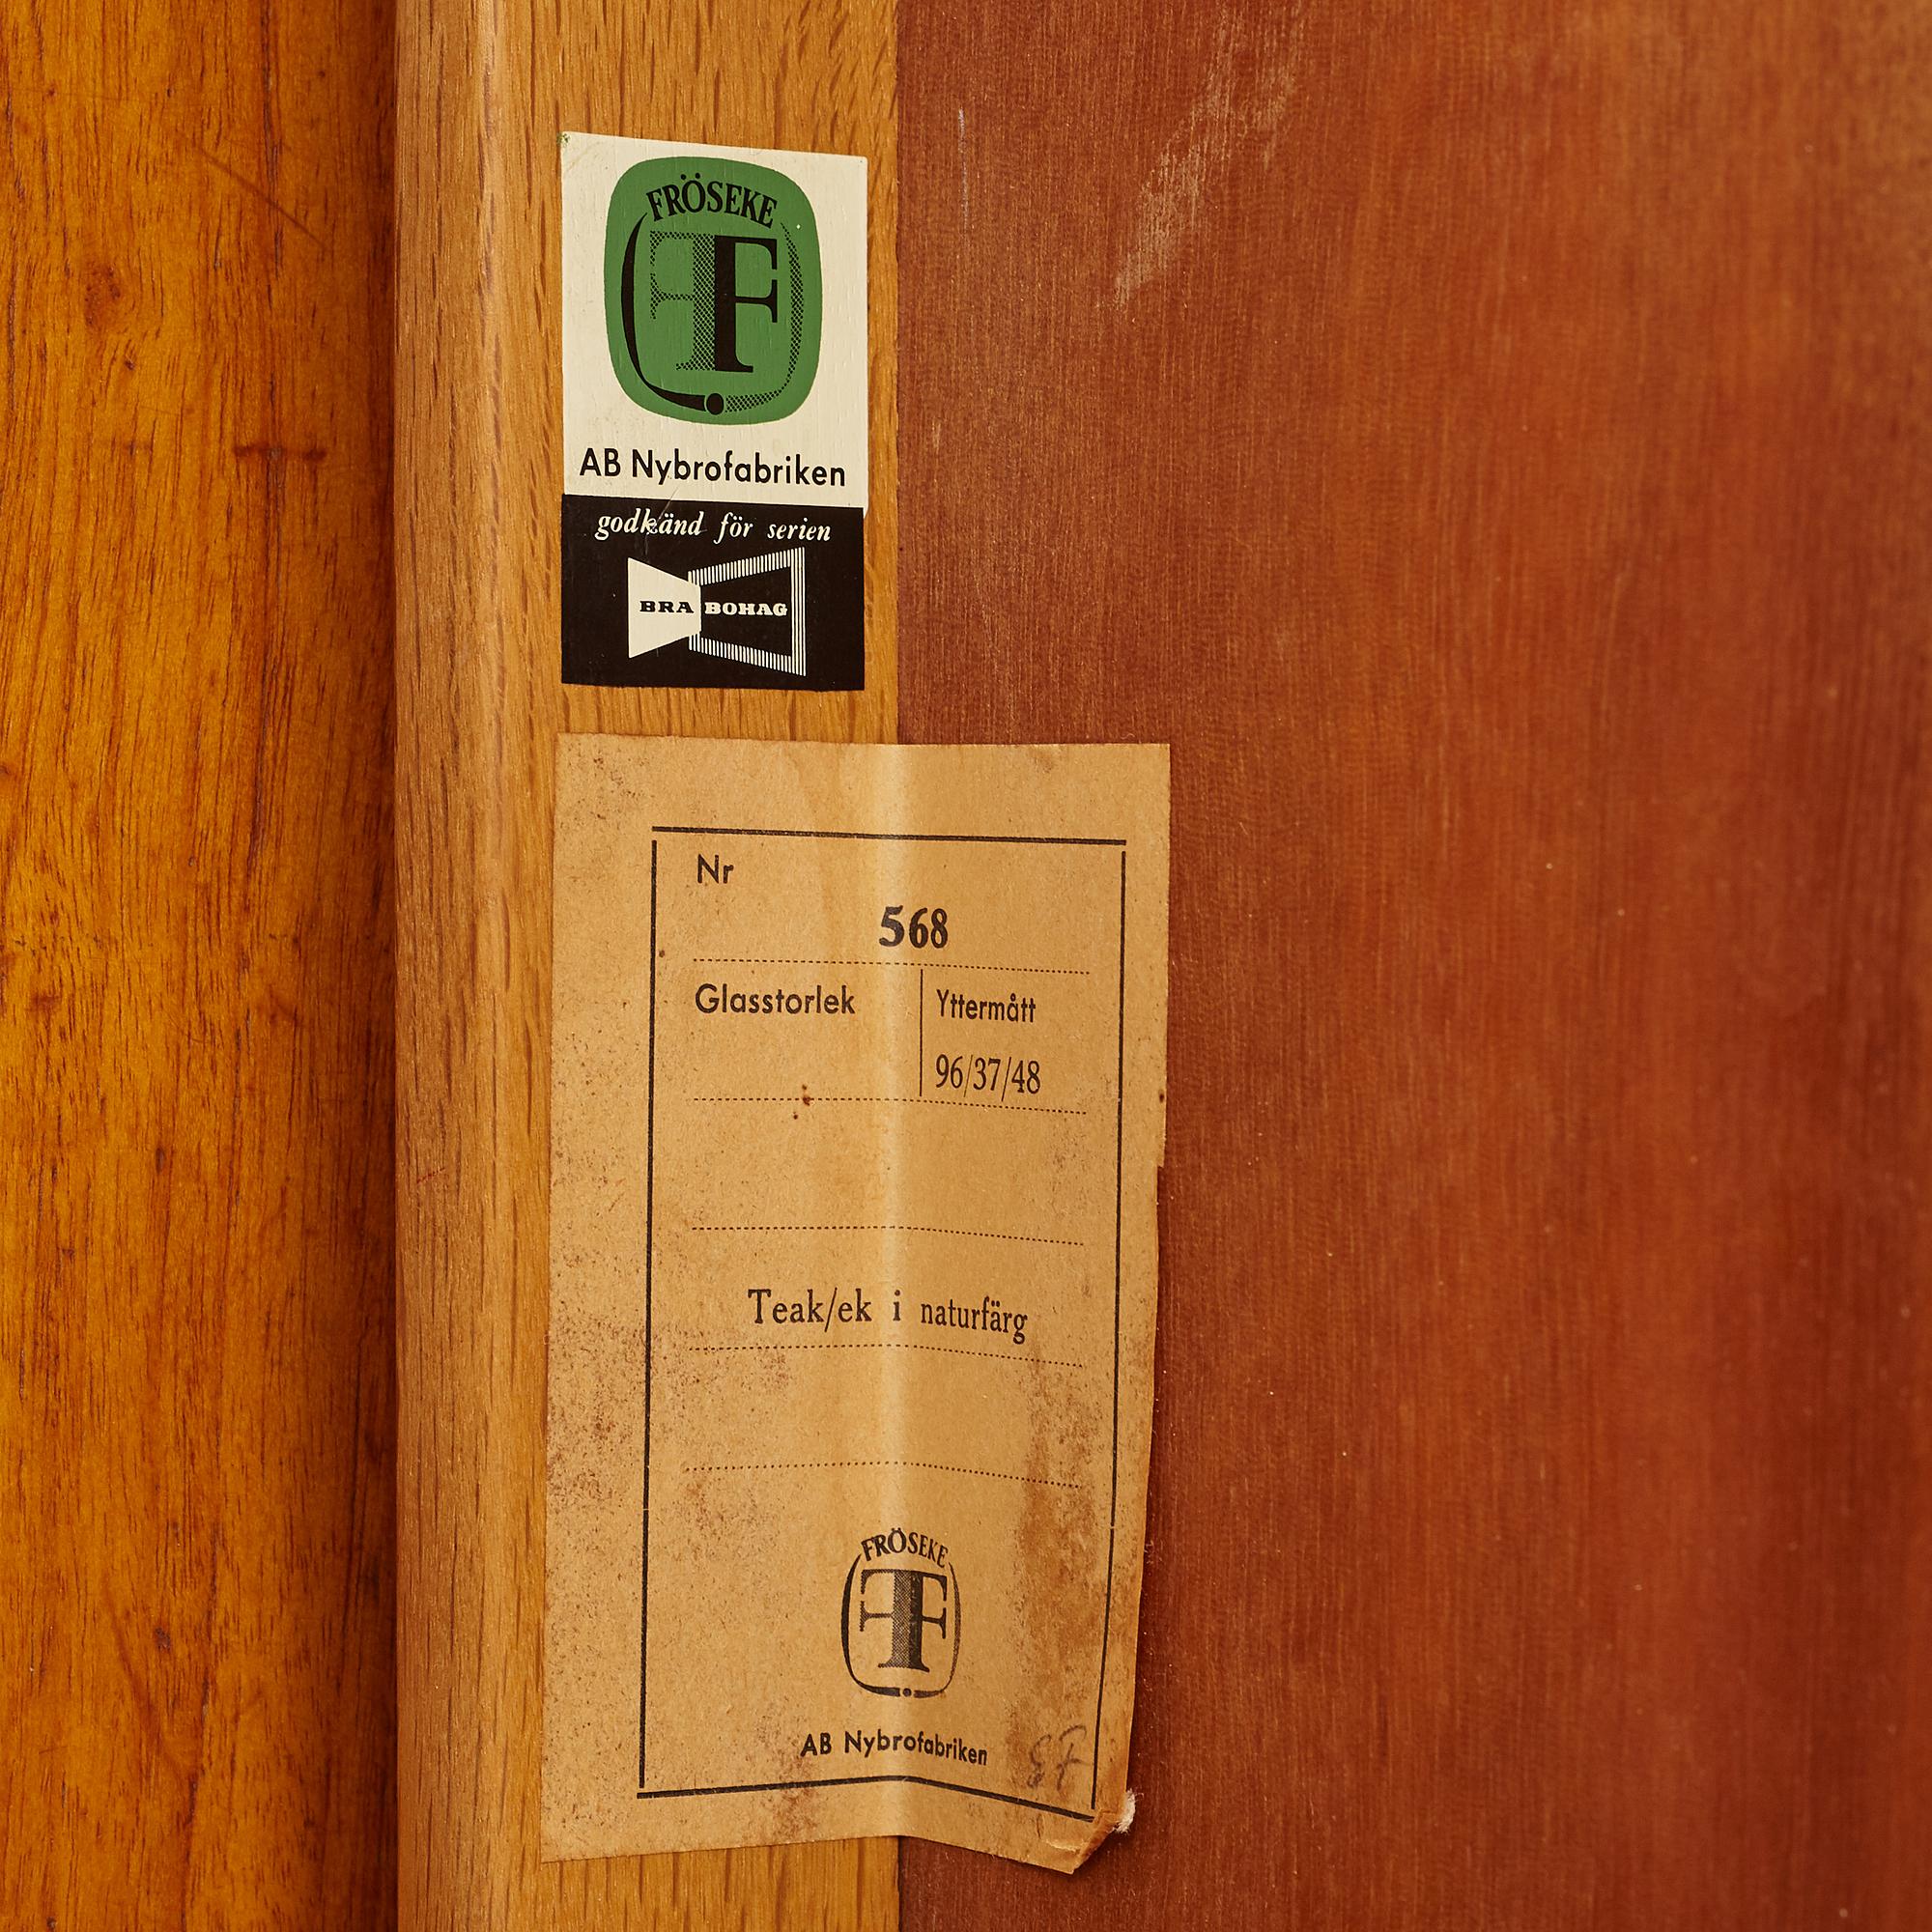 FRÖSEKE
F
AB Nybrofabriken
godkänd för serien
BRA BOHAG
Nr
568
Glasstorlek Yttermått
96/37/48
Teak/ek i naturfärg
FRÖSEKE
F
AB Nybrofabriken